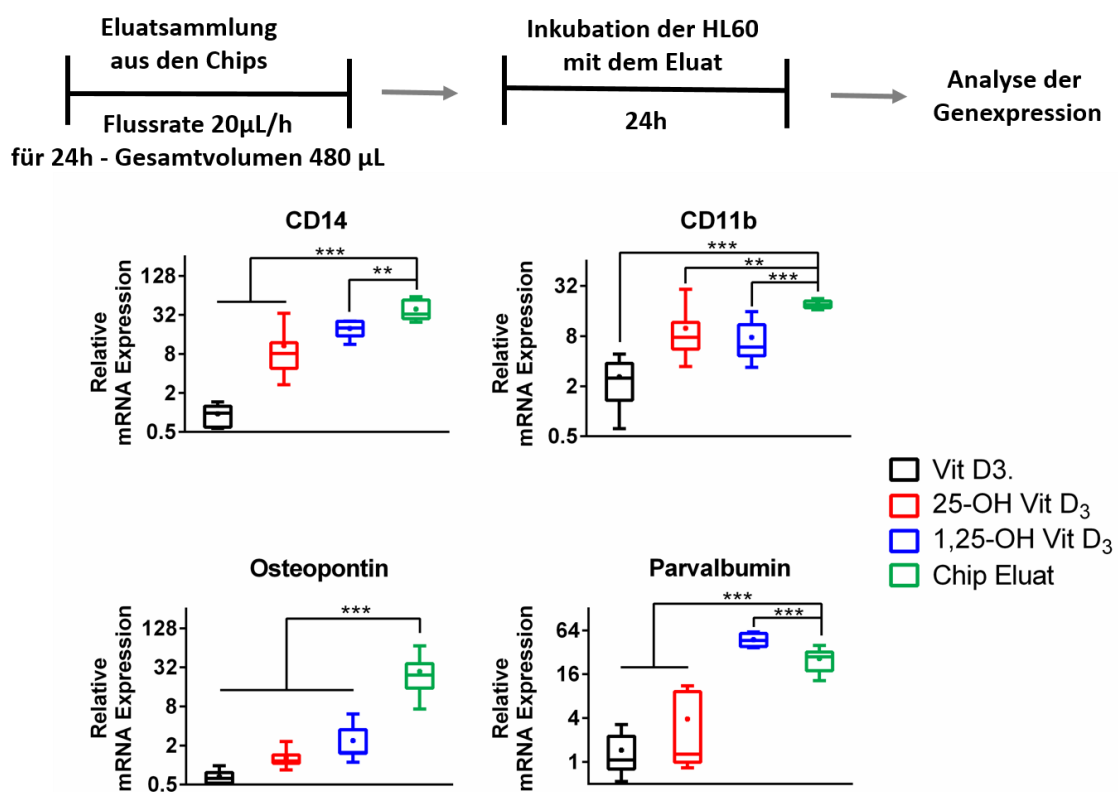 Eluatsammlung
aus den Chips
Flussrate 20µL/h
für 24h - Gesamtvolumen 480 µL
Inkubation der HL60
mit dem Eluat
24h
Analyse der
Genexpression
CD14
Relative
mRNA Expression
128
32
8
2
0.5
***
**
CD11b
Relative
mRNA Expression
32
8
2
0.5
***
**
***
Vit D3.
25-OH Vit D3
1,25-OH Vit D3
Chip Eluat
Osteopontin
Relative
mRNA Expression
128
32
8
2
0.5
***
Parvalbumin
Relative
mRNA Expression
64
16
4
1
***
***